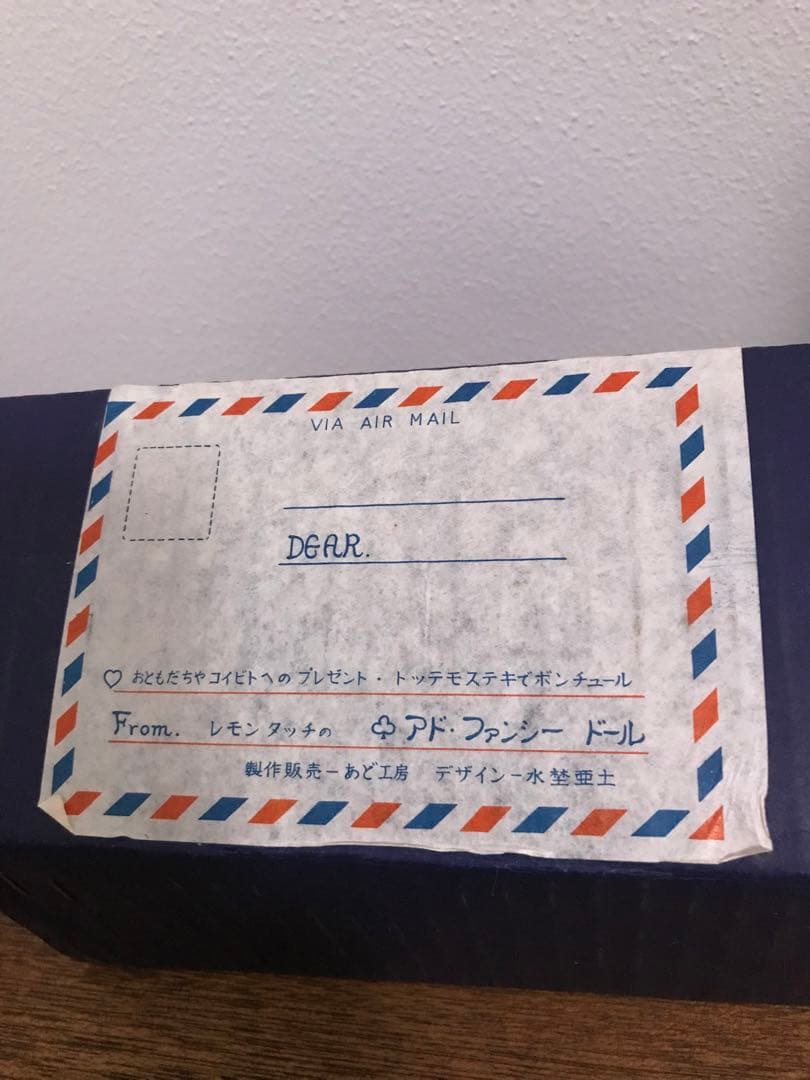 VIA AIR MAIL
DEAR.
♡ おともだちやコイビトへのプレゼント・トッテモステキでボンチュール
From. レモンタッチの ♧ アド・ファンシー ドール
製作販売ーあど工房 デザインー水埜亜土